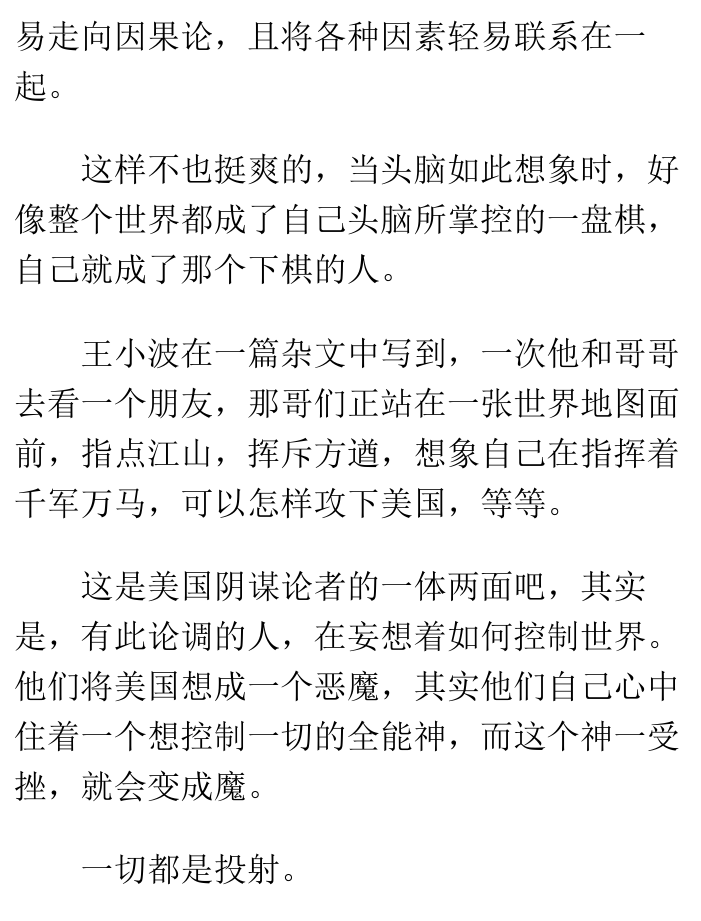 易走向因果论，且将各种因素轻易联系在一
起。
这样不也挺爽的，当头脑如此想象时，好
像整个世界都成了自己头脑所掌控的一盘棋，
自己就成了那个下棋的人。
王小波在一篇杂文中写到，一次他和哥哥
去看一个朋友，那哥们正站在一张世界地图面
前，指点江山，挥斥方遒，想象自己在指挥着
千军万马，可以怎样攻下美国，等等。
这是美国阴谋论者的一体两面吧，其实
是，有此论调的人，在妄想着如何控制世界。
他们将美国想成一个恶魔，其实他们自己心中
住着一个想控制一切的全能神，而这个神一受
挫，就会变成魔。
一切都是投射。